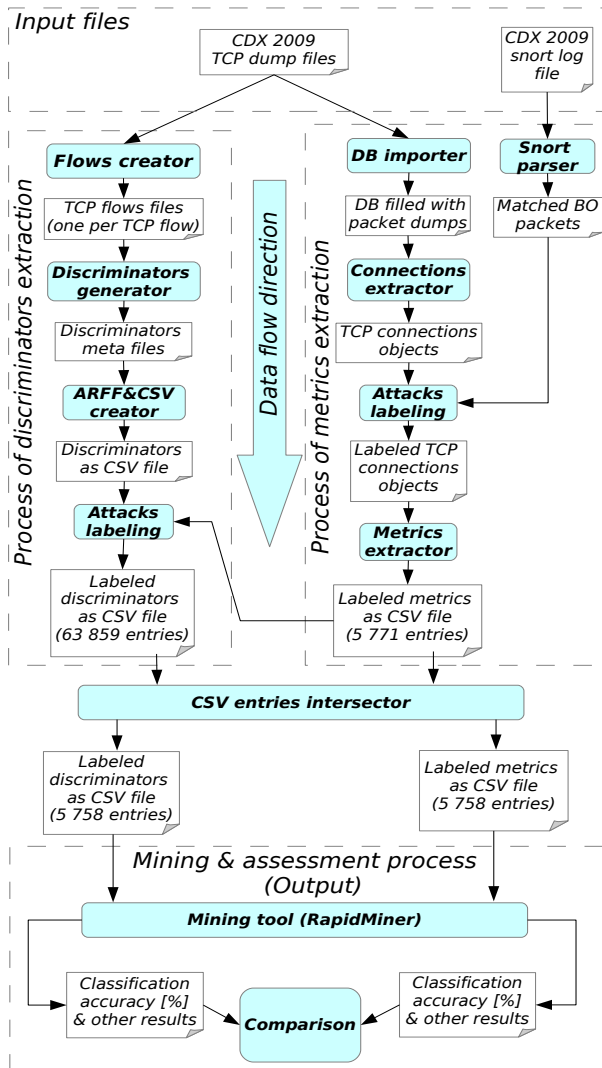 Input files
CDX 2009
TCP dump files
CDX 2009
snort log
file
Process of discriminators extraction
Flows creator
TCP flows files
(one per TCP flow)
Discriminators
generator
Discriminators
meta files
ARFF&CSV
creator
Discriminators
as CSV file
Attacks
labeling
Labeled
discriminators
as CSV file
(63 859 entries)
Data flow direction
Process of metrics extraction
DB importer
DB filled with
packet dumps
Connections
extractor
TCP connections
objects
Attacks
labeling
Labeled TCP
connections
objects
Metrics
extractor
Labeled metrics
as CSV file
(5 771 entries)
Snort
parser
Matched BO
packets
CSV entries intersector
Labeled
discriminators
as CSV file
(5 758 entries)
Labeled metrics
as CSV file
(5 758 entries)
Mining & assessment process
(Output)
Mining tool (RapidMiner)
Classification
accuracy [%]
& other results
Comparison
Classification
accuracy [%]
& other results